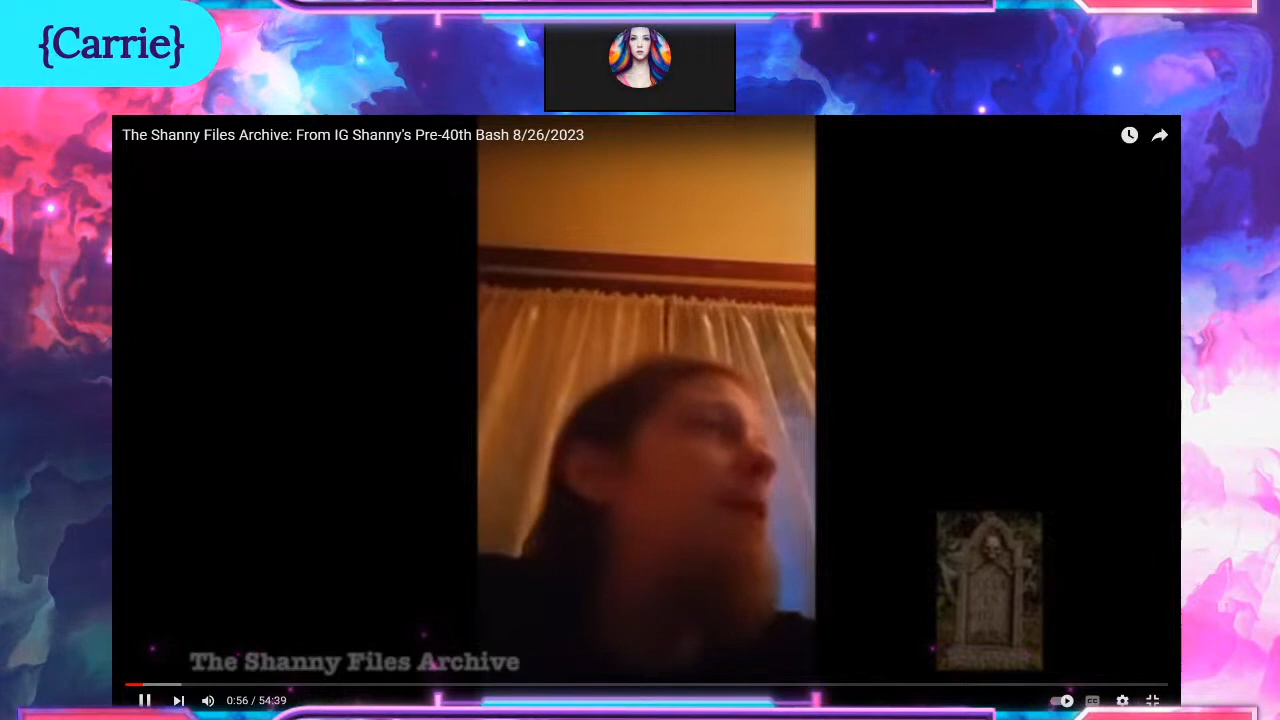 {Carrie}
The Shanny Files Archive: From IG Shanny's Pre-40th Bash 8/26/2023
The Shanny Files Archive
0:56 / 54:39